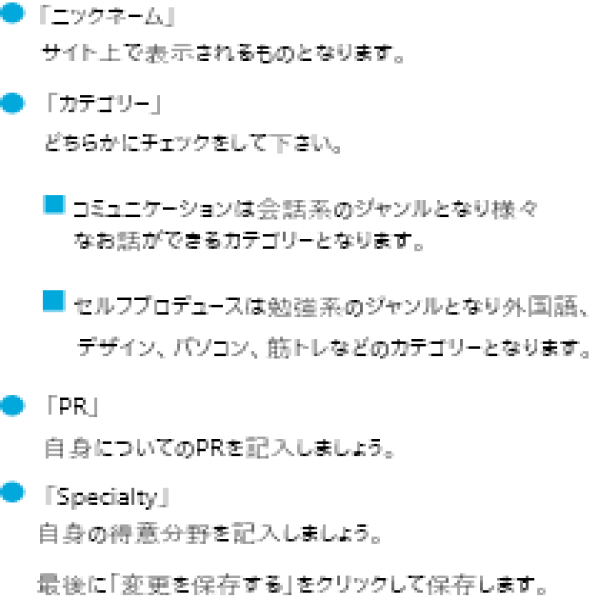 「ニックネーム」
サイト上で表示されるものとなります。
「カテゴリー」
どちらかにチェックをして下さい。
コミュニケーションは会話系のジャンルとなり様々
なお話ができるカテゴリーとなります。
セルフプロデュースは勉強系のジャンルとなり外国語、
デザイン、パソコン、筋トレなどのカテゴリーとなります。
「PR」
自身についてのPRを記入しましょう。
「Specialty」
自身の得意分野を記入しましょう。
最後に「変更を保存する」をクリックして保存します。